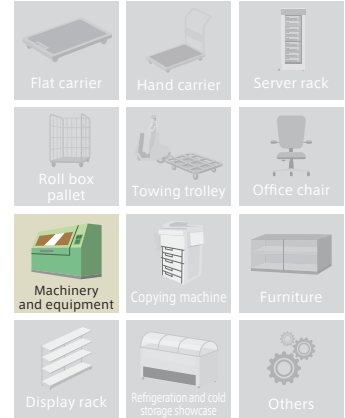 Flat carrier
Hand carrier
Server rack
Roll box
pallet
Towing trolley
Office chair
Machinery
and equipment
Copying machine
Furniture
Display rack
Refrigeration and cold
storage showcase
Others